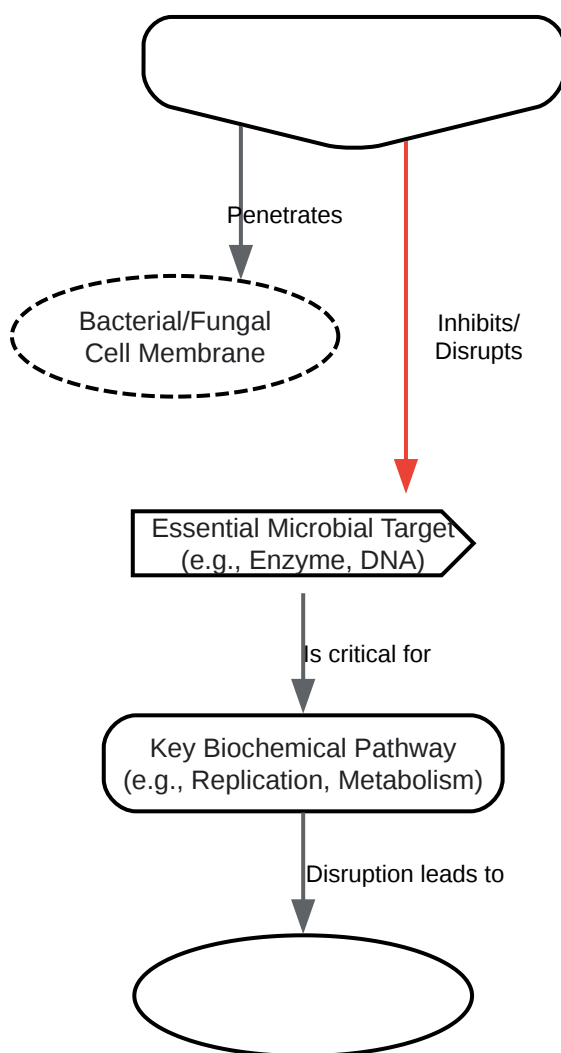 Penetrates
Bacterial/Fungal
Cell Membrane
Inhibits/
Disrupts
Essential Microbial Target
(e.g., Enzyme, DNA)
Is critical for
Key Biochemical Pathway
(e.g., Replication, Metabolism)
Disruption leads to